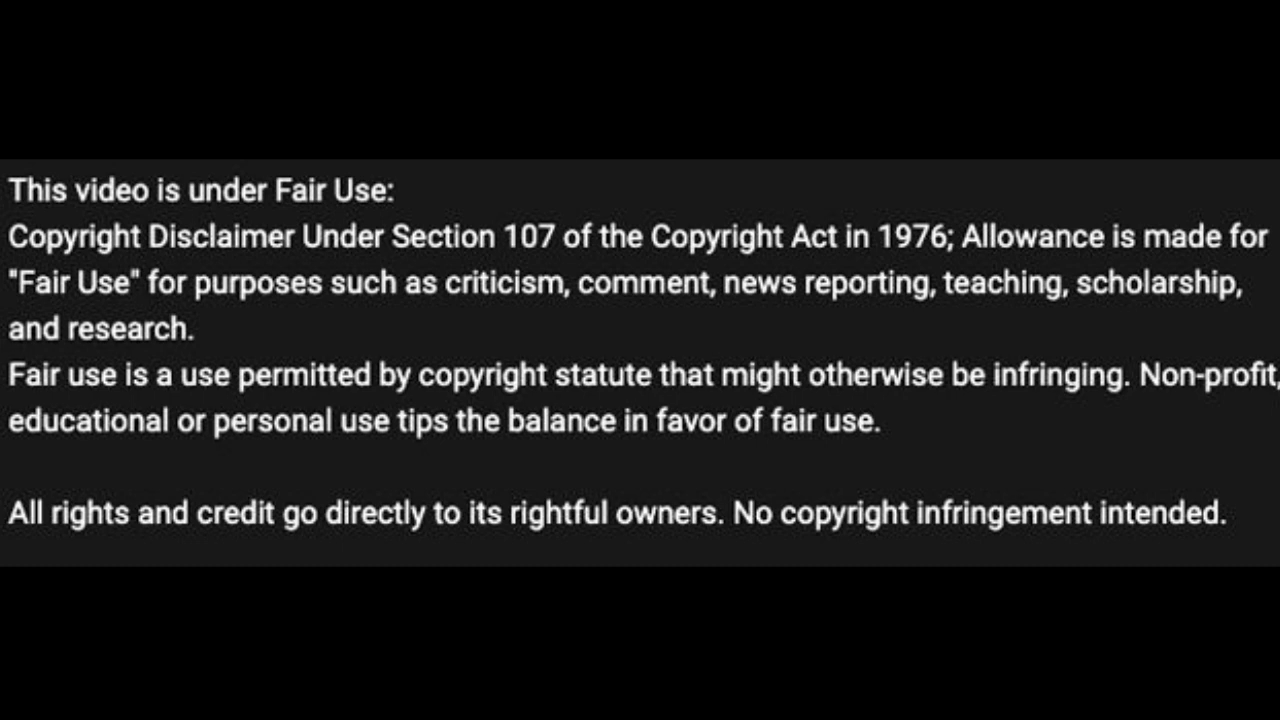 This video is under Fair Use:
Copyright Disclaimer Under Section 107 of the Copyright Act in 1976; Allowance is made for
"Fair Use" for purposes such as criticism, comment, news reporting, teaching, scholarship,
and research.
Fair use is a use permitted by copyright statute that might otherwise be infringing. Non-profit,
educational or personal use tips the balance in favor of fair use.
All rights and credit go directly to its rightful owners. No copyright infringement intended.